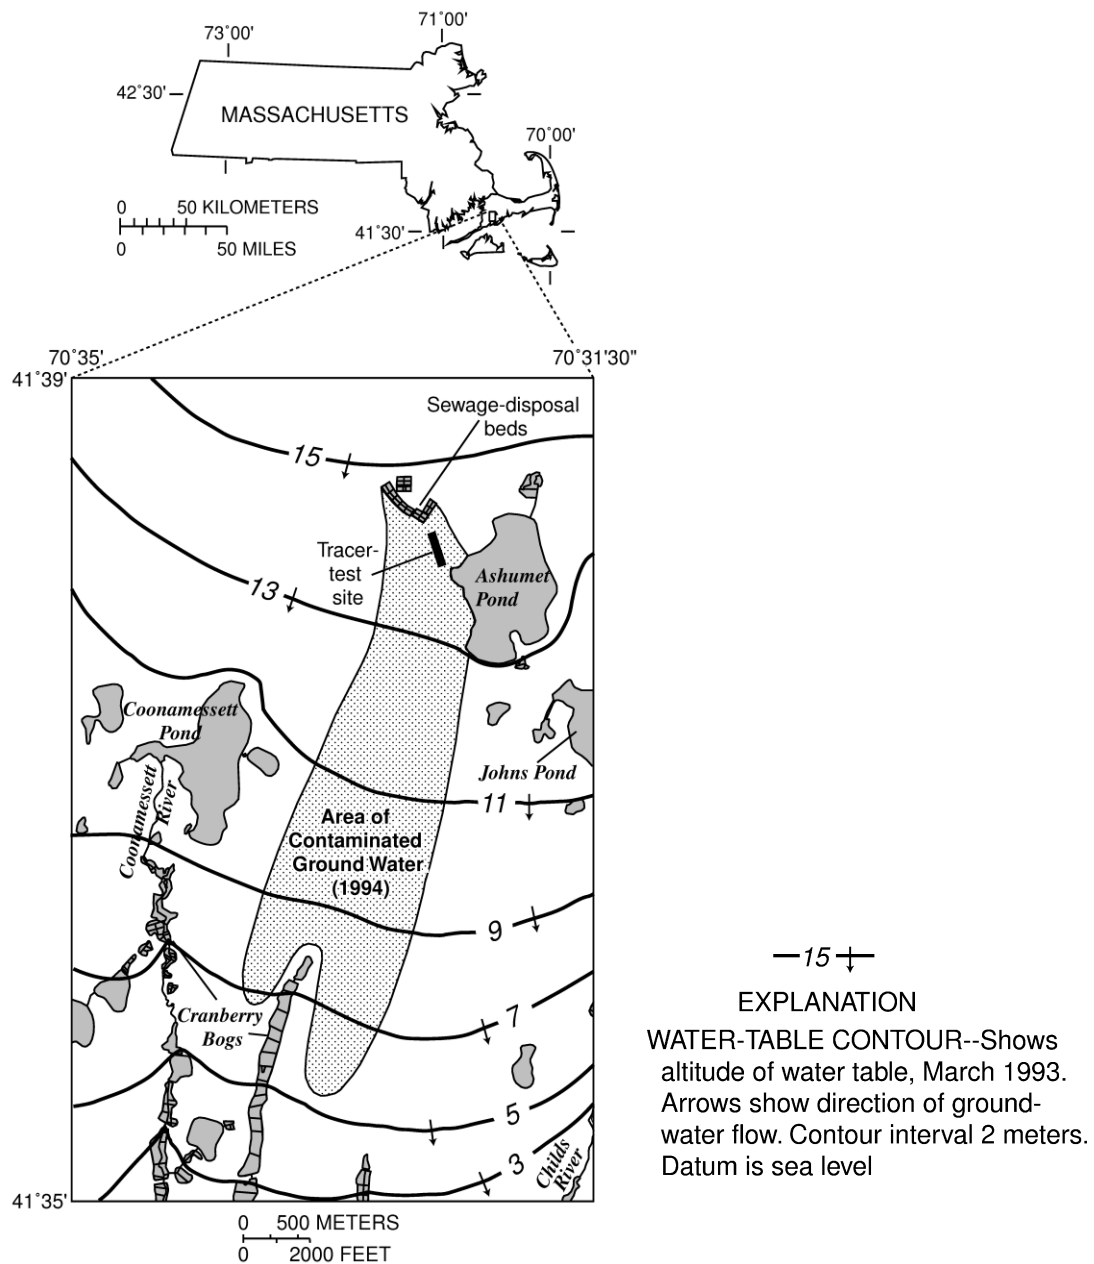 71°00'
73°00'
42°30'
MASSACHUSETTS
70°00'
0 50 KILOMETERS
0 50 MILES
41°30'
70°35'
70°31'30"
41°39'
Sewage-disposal
beds
15
Tracer-
test
site
13
Ashumet
Pond
Coonamessett
Pond
Johns Pond
Coonamessett
River
11
Area of
Contaminated
Ground Water
(1994)
9
7
Cranberry
Bogs
5
3
Childs
River
41°35'
0 500 METERS
0 2000 FEET
15
EXPLANATION
WATER-TABLE CONTOUR--Shows
altitude of water table, March 1993.
Arrows show direction of ground-
water flow. Contour interval 2 meters.
Datum is sea level